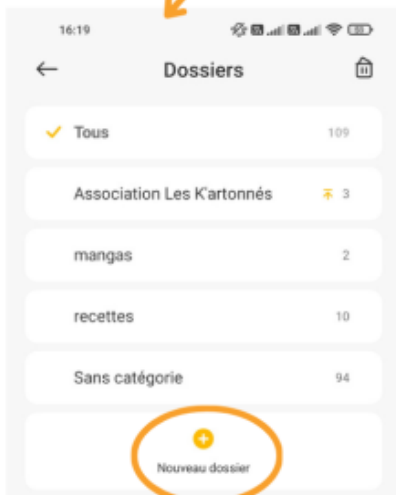 16:19
Dossiers
Tous 109
Association Les K'artonnés 3
mangas 2
recettes 10
Sans catégorie 94
Nouveau dossier